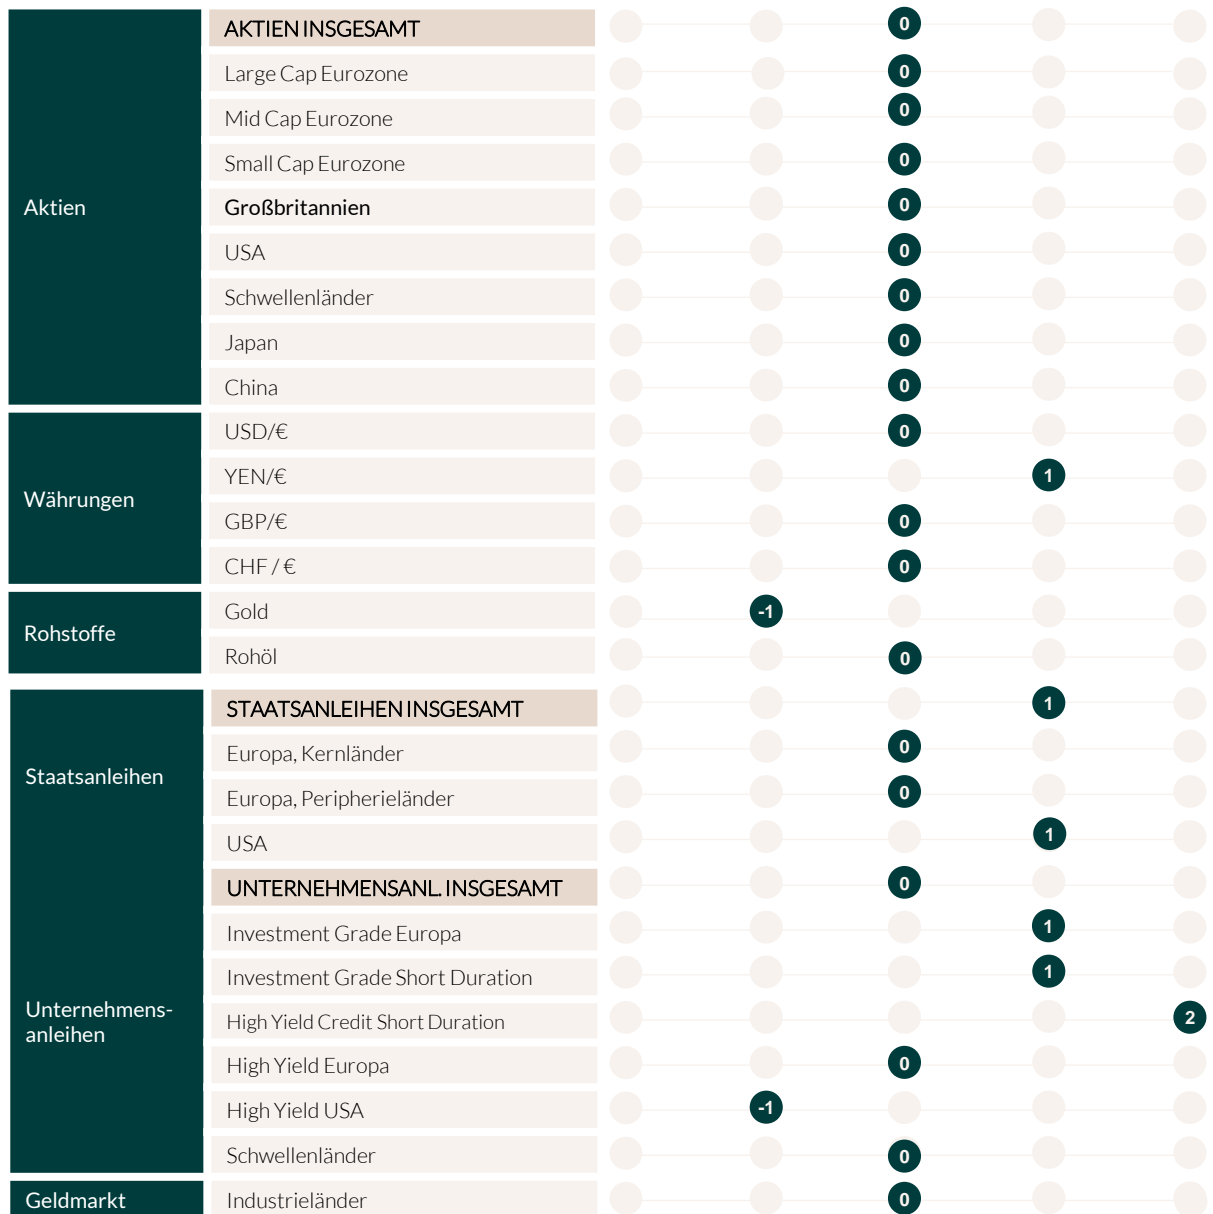 AKTIEN INSGESAMT 0
Large Cap Eurozone 0
Mid Cap Eurozone 0
Small Cap Eurozone 0
Aktien
Großbritannien 0
USA 0
Schwellenländer 0
Japan 0
China 0
USD/€ 0
YEN/€ 1
Währungen
GBP/€ 0
CHF / € 0
Gold -1
Rohstoffe
Rohöl 0
STAATSANLEIHEN INSGESAMT 1
Europa, Kernländer 0
Staatsanleihen
Europa, Peripherieländer 0
USA 1
UNTERNEHMENSANL. INSGESAMT 0
Investment Grade Europa 1
Investment Grade Short Duration 1
Unternehmens-
anleihen
High Yield Credit Short Duration 2
High Yield Europa 0
High Yield USA -1
Schwellenländer 0
Geldmarkt Industrieländer 0